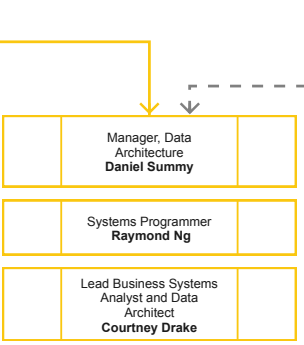 Manager, Data
Architecture
Daniel Summy
Systems Programmer
Raymond Ng
Lead Business Systems
Analyst and Data
Architect
Courtney Drake